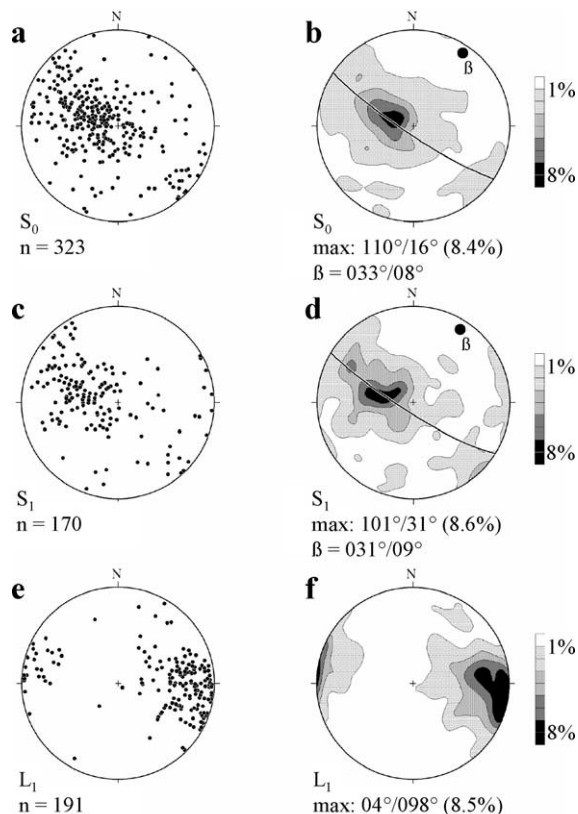 a
N
S0
n = 323
b
N
ß
1%
8%
S0
max: 110°/16° (8.4%)
ß = 033°/08°
c
N
S1
n = 170
d
N
ß
1%
8%
S1
max: 101°/31° (8.6%)
ß = 031°/09°
e
N
L1
n = 191
f
N
1%
8%
L1
max: 04°/098° (8.5%)